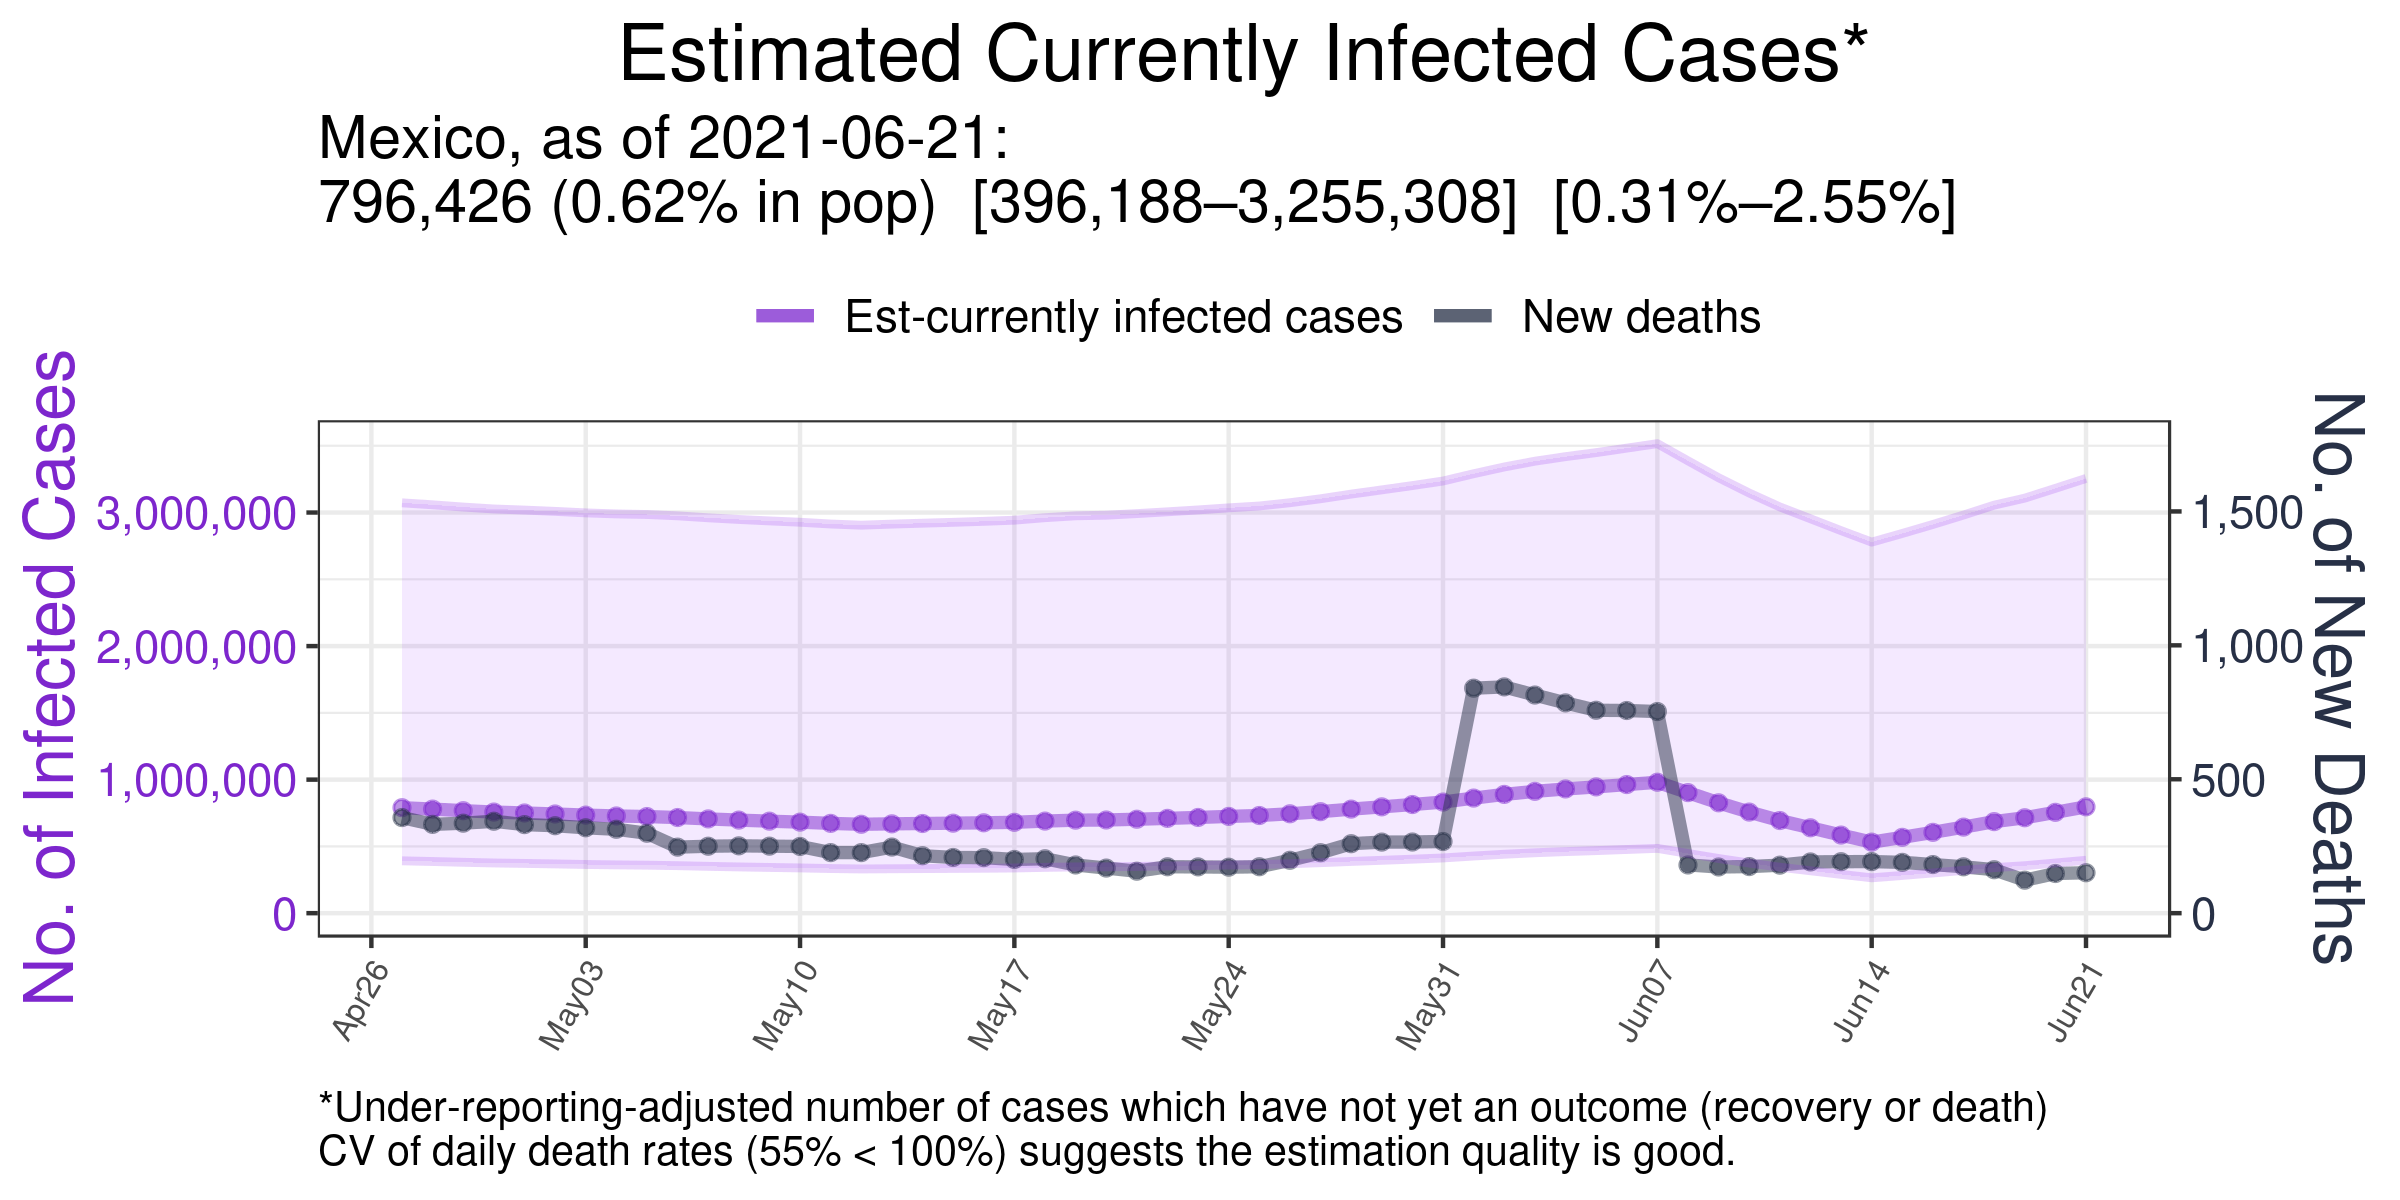 Estimated Currently Infected Cases*
Mexico, as of 2021-06-21:
796,426 (0.62% in pop)  [396,188–3,255,308]  [0.31%–2.55%]
Est-currently infected cases
New deaths
No. of Infected Cases
3,000,000
2,000,000
1,000,000
0
1,500
1,000
500
0
No. of New Deaths
Apr26
May03
May10
May17
May24
May31
Jun07
Jun14
Jun21
*Under-reporting-adjusted number of cases which have not yet an outcome (recovery or death)
CV of daily death rates (55% < 100%) suggests the estimation quality is good.